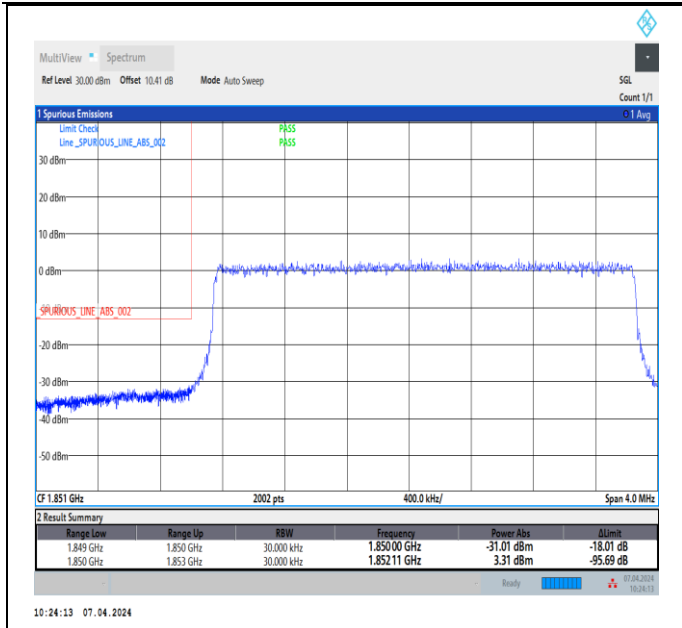 MultiView Spectrum
Ref Level 30.00 dBm Offset 10.41 dB Mode Auto Sweep SGL
Count 1/1
1 Spurious Emissions 1 Avg
Limit Check PASS
Line _SPURIOUS_LINE_ABS_002 PASS
30 dBm
20 dBm
10 dBm
0 dBm
-10 dBm
_SPURIOUS_LINE_ABS_002
-20 dBm
-30 dBm
-40 dBm
-50 dBm
CF 1.851 GHz 2002 pts 400.0 kHz/ Span 4.0 MHz
2 Result Summary
Range Low Range Up RBW Frequency Power Abs ΔLimit
1.849 GHz 1.850 GHz 30.000 kHz 1.85000 GHz -31.01 dBm -18.01 dB
1.850 GHz 1.853 GHz 30.000 kHz 1.85211 GHz 3.31 dBm -95.69 dB
Ready 07.04.2024
10:24:13
10:24:13 07.04.2024